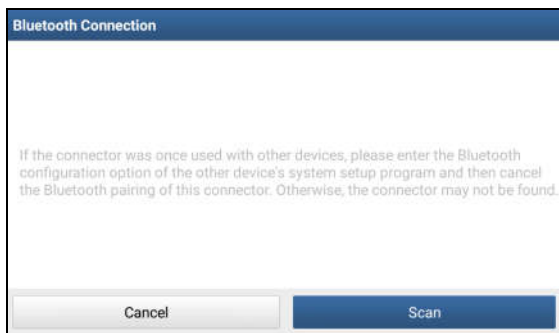 Bluetooth Connection
If the connector was once used with other devices, please enter the Bluetooth
configuration option of the other device's system setup program and then cancel
the Bluetooth pairing of this connector. Otherwise, the connector may not be found.
Cancel
Scan